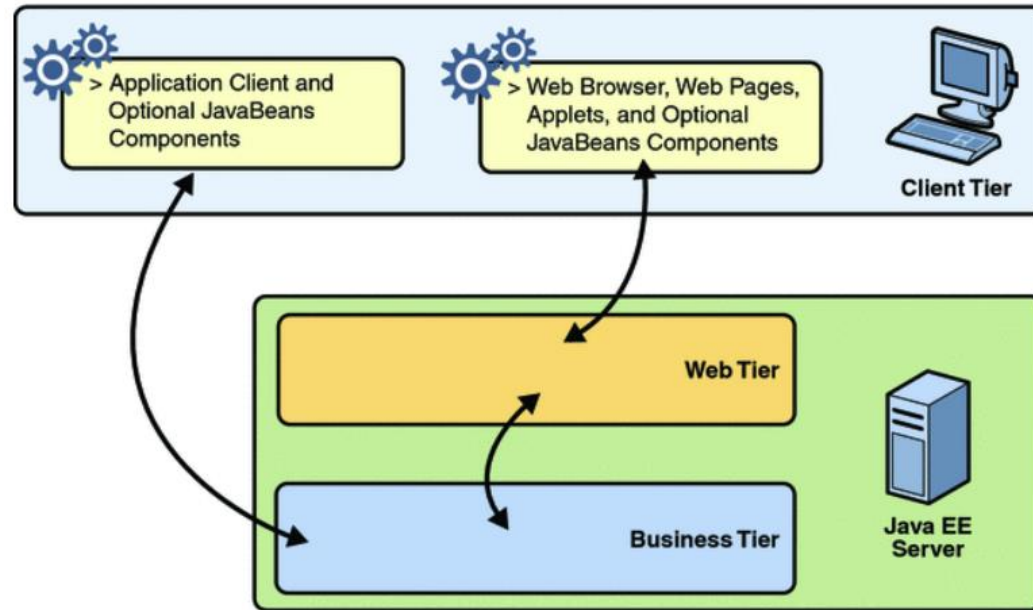 > Application Client and
Optional JavaBeans
Components
> Web Browser, Web Pages,
Applets, and Optional
JavaBeans Components
Client Tier
Web Tier
Business Tier
Java EE
Server